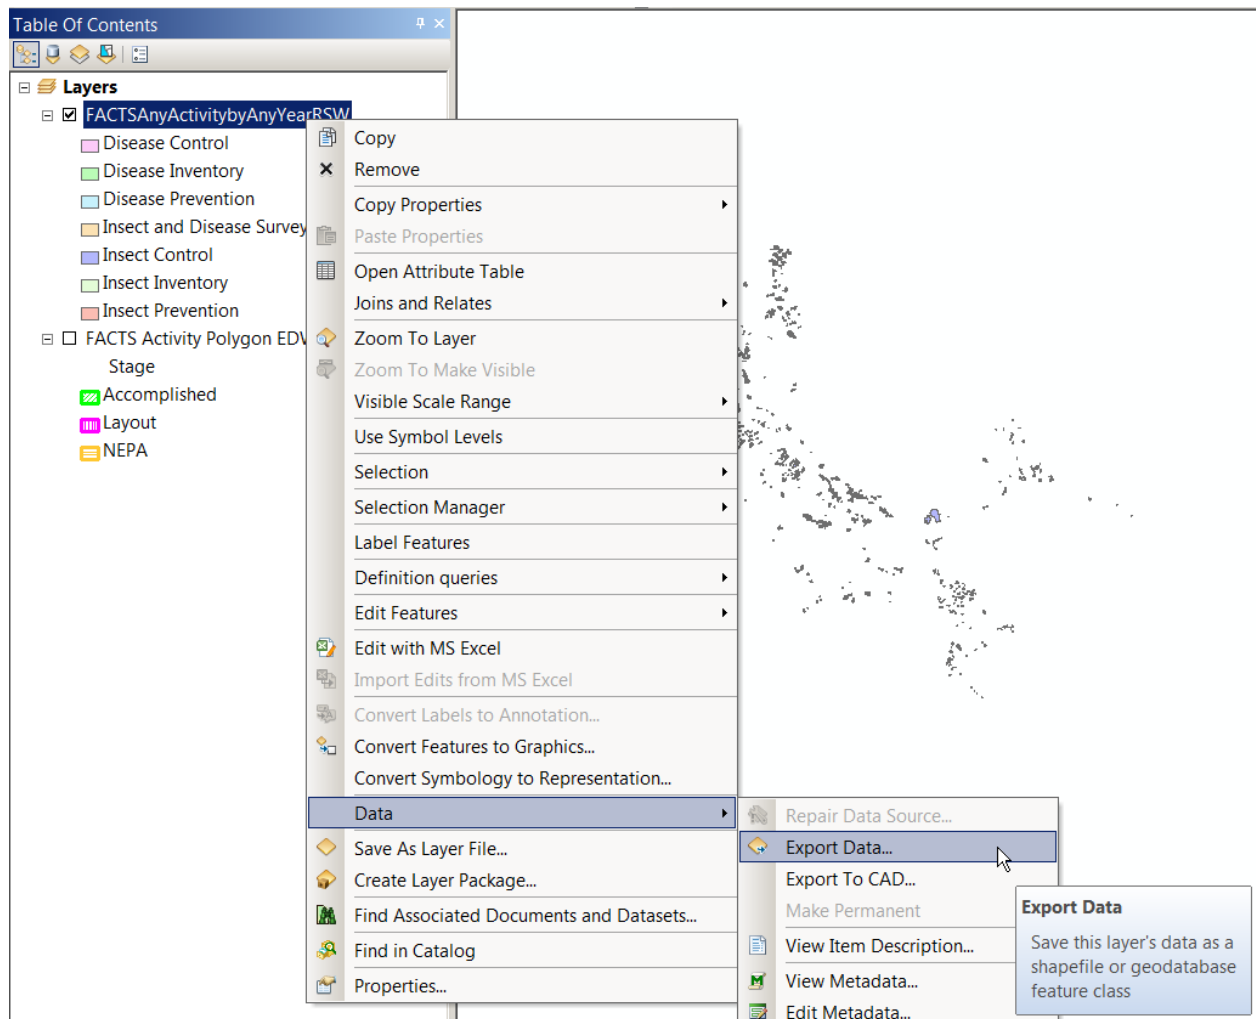 Table Of Contents
Layers
FACTSAnyActivitybyAnyYearRSW
Disease Control
Disease Inventory
Disease Prevention
Insect and Disease Survey
Insect Control
Insect Inventory
Insect Prevention
FACTS Activity Polygon
Stage
Accomplished
Layout
NEPA
Copy
Remove
Copy Properties
Paste Properties
Open Attribute Table
Joins and Relates
Zoom To Layer
Zoom To Make Visible
Visible Scale Range
Use Symbol Levels
Selection
Selection Manager
Label Features
Definition queries
Edit Features
Edit with MS Excel
Import Edits from MS Excel
Convert Labels to Annotation...
Convert Features to Graphics...
Convert Symbology to Representation...
Data
Save As Layer File...
Create Layer Package...
Find Associated Documents and Datasets...
Find in Catalog
Properties...
Repair Data Source...
Export Data...
Export To CAD...
Make Permanent
View Item Description...
View Metadata...
Edit Metadata...
Export Data
Save this layer's data as a
shapefile or geodatabase
feature class